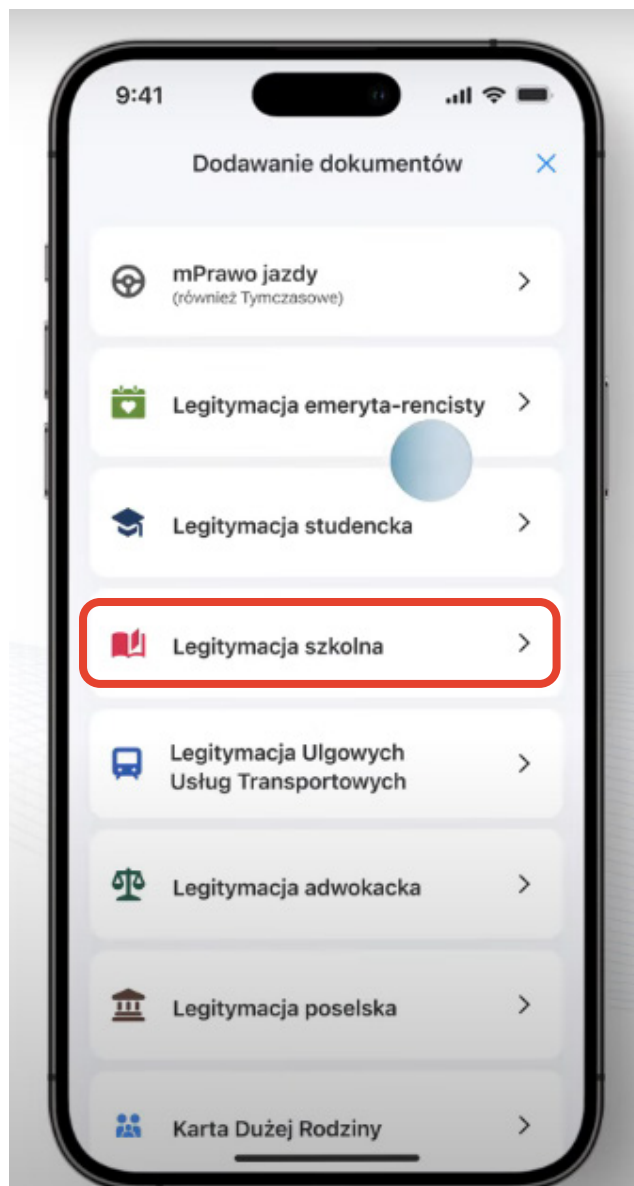 9:41
Dodawanie dokumentów
mPrawo jazdy
(również Tymczasowe)
Legitymacja emeryta-rencisty
Legitymacja studencka
Legitymacja szkolna
Legitymacja Ulgowych
Usług Transportowych
Legitymacja adwokacka
Legitymacja poselska
Karta Dużej Rodziny